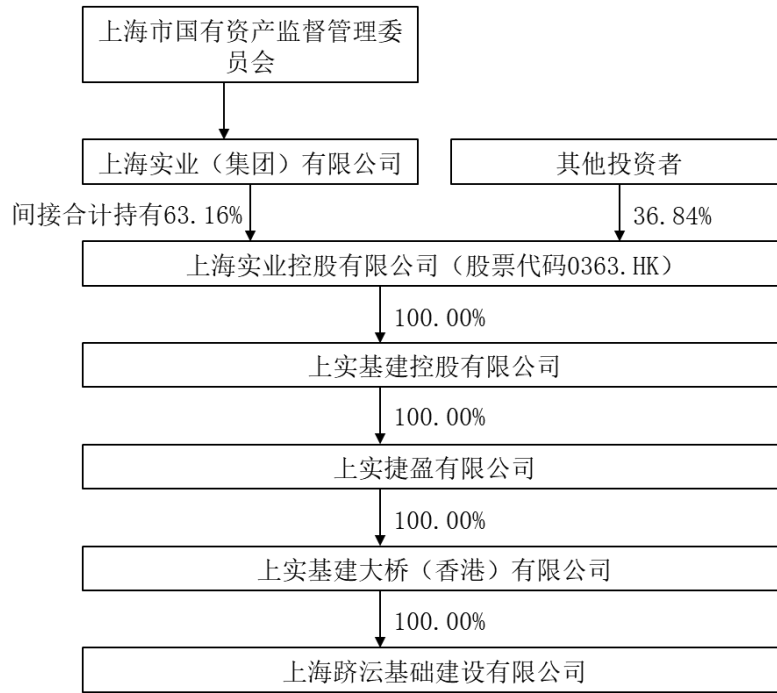 上海市国有资产监督管理委
员会
上海实业（集团）有限公司
其他投资者
间接合计持有63.16%
36.84%
上海实业控股有限公司（股票代码0363.HK）
100.00%
上实基建控股有限公司
100.00%
上实捷盈有限公司
100.00%
上实基建大桥（香港）有限公司
100.00%
上海跻沄基础建设有限公司